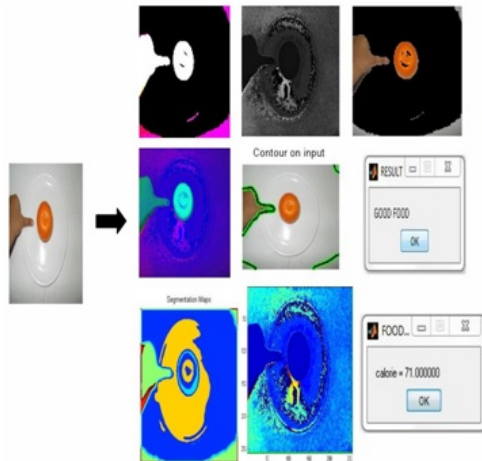 Contour on input
RESULT
GOOD FOOD
OK
Segmentation Maps
FOOD...
calorie = 71.000000
OK